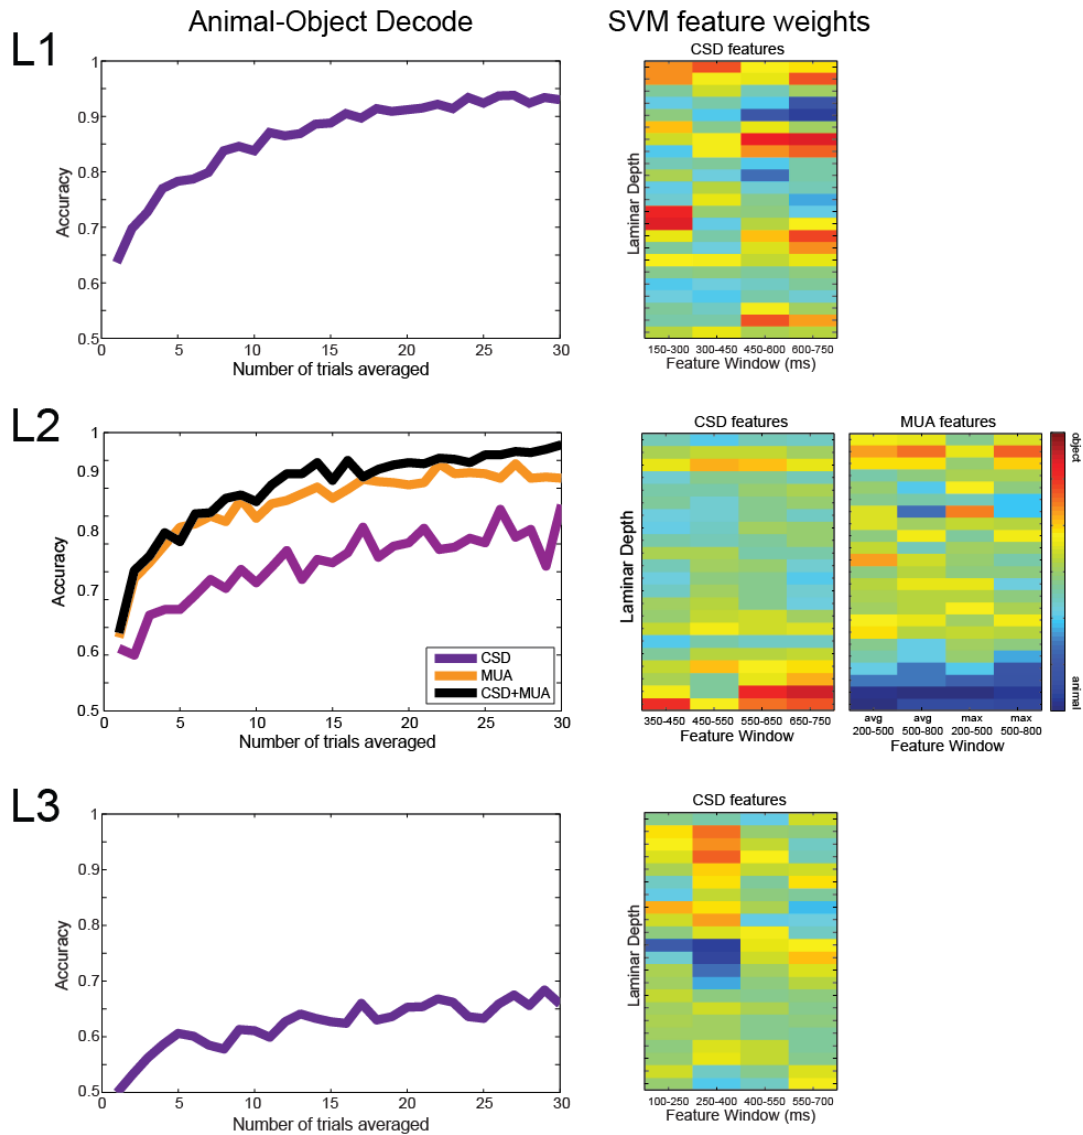 Animal-Object Decode
SVM feature weights
L1
CSD features
Accuracy
1
0.9
0.8
0.7
0.6
0.5
0 5 10 15 20 25 30
Number of trials averaged
Laminar Depth
150-300 300-450 450-600 600-750
Feature Window (ms)
L2
CSD features
MUA features
Accuracy
1
0.9
0.8
0.7
0.6
0.5
CSD
MUA
CSD+MUA
0 5 10 15 20 25 30
Number of trials averaged
Laminar Depth
350-450 450-550 550-650 650-750
Feature Window
avg avg max max
200-500 500-800 200-500 500-800
Feature Window
object
animal
L3
CSD features
Accuracy
1
0.9
0.8
0.7
0.6
0.5
0 5 10 15 20 25 30
Number of trials averaged
Laminar Depth
100-250 250-400 400-550 550-700
Feature Window (ms)